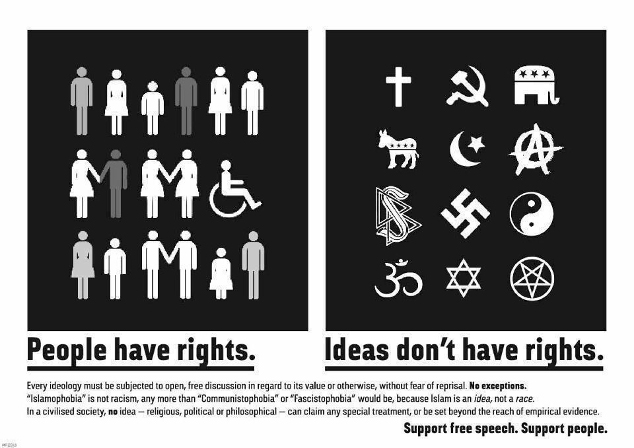 People have rights.
Ideas don't have rights.
Every ideology must be subjected to open, free discussion in regard to its value or otherwise, without fear of reprisal. No exceptions.
"Islamophobia" is not racism, any more than "Communistophobia" or "Fascistophobia" would be, because Islam is an idea, not a race.
In a civilised society, no idea – religious, political or philosophical – can claim any special treatment, or be set beyond the reach of empirical evidence.
Support free speech. Support people.